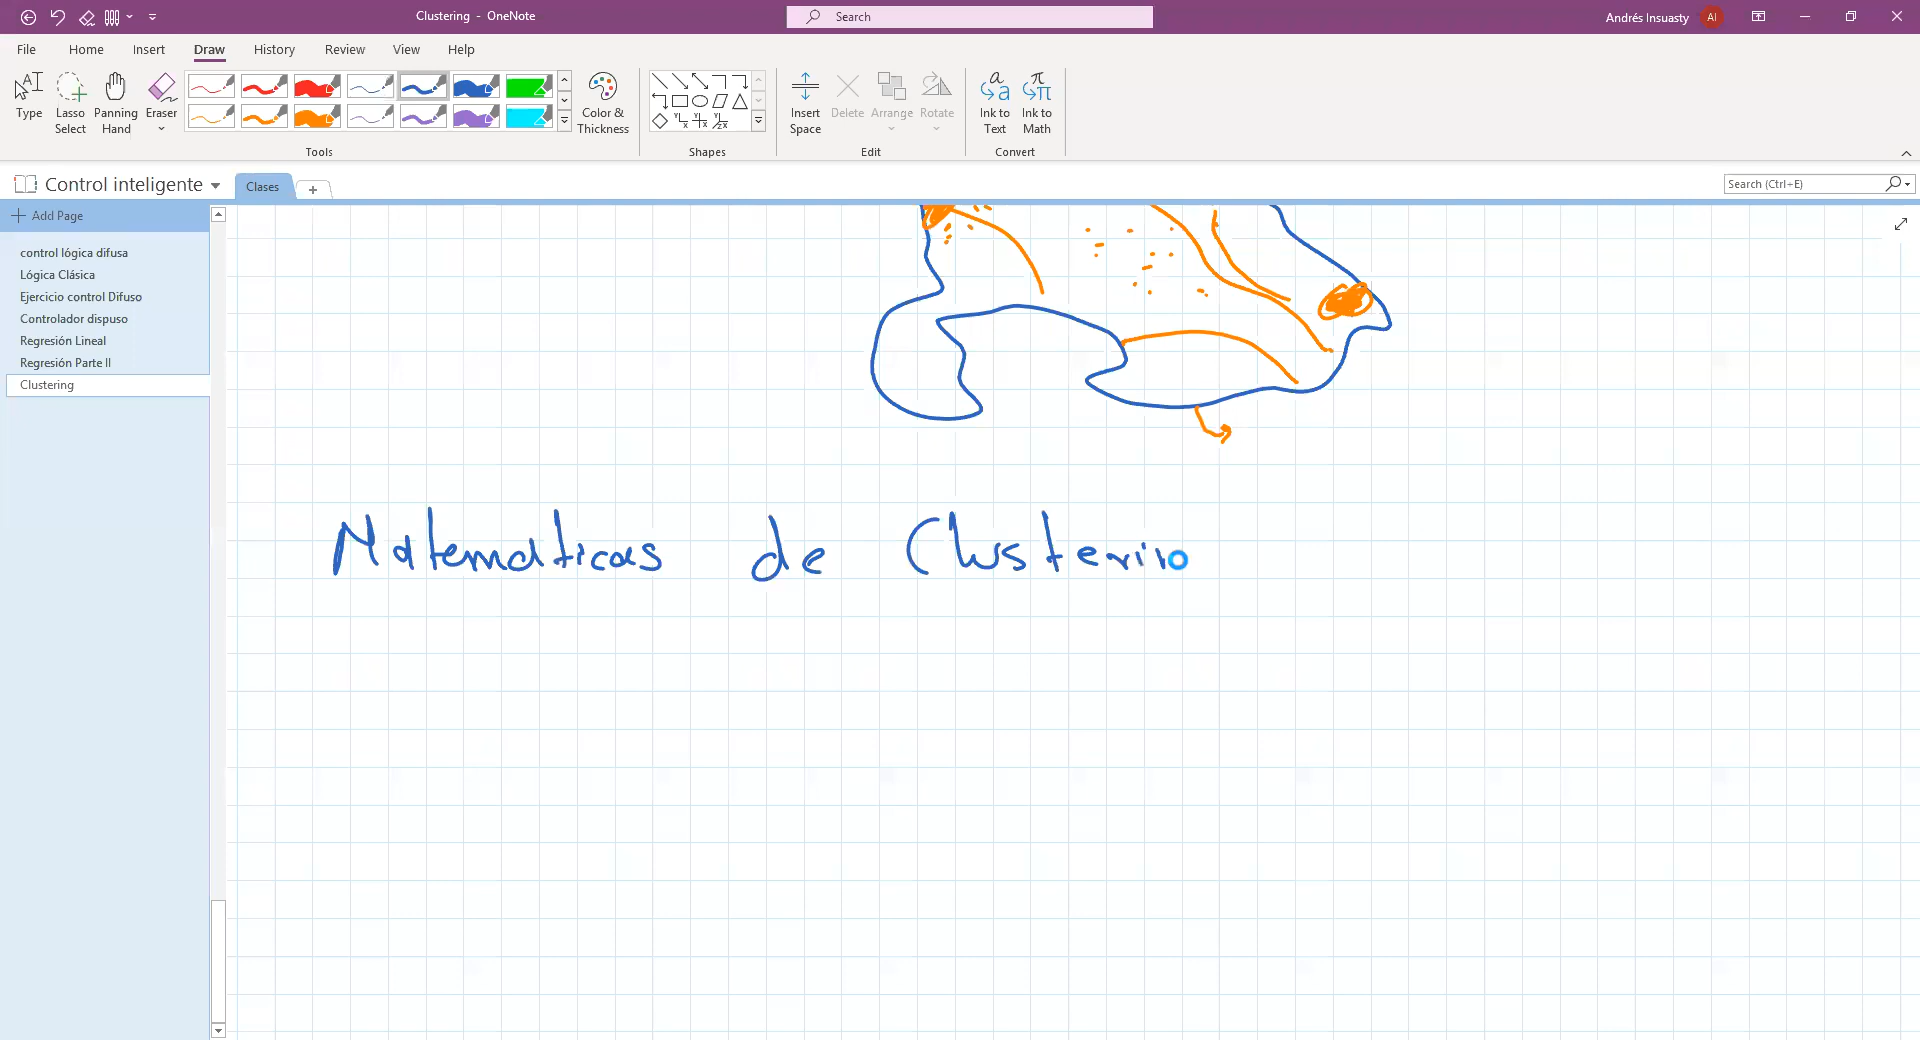 Clustering - OneNote
Search
Andrés Insuasty
AI
File Home Insert Draw History Review View Help
Type
Lasso Select
Panning Hand
Eraser
Color & Thickness
Insert Space
Delete
Arrange
Rotate
a
a
Ink to Text
π
π
Ink to Math
Tools
Shapes
Edit
Convert
Control inteligente
Clases
Search (Ctrl+E)
Add Page
control lógica difusa
Lógica Clásica
Ejercicio control Difuso
Controlador dispuso
Regresión Lineal
Regresión Parte II
Clustering
Matematicas de Clusterin